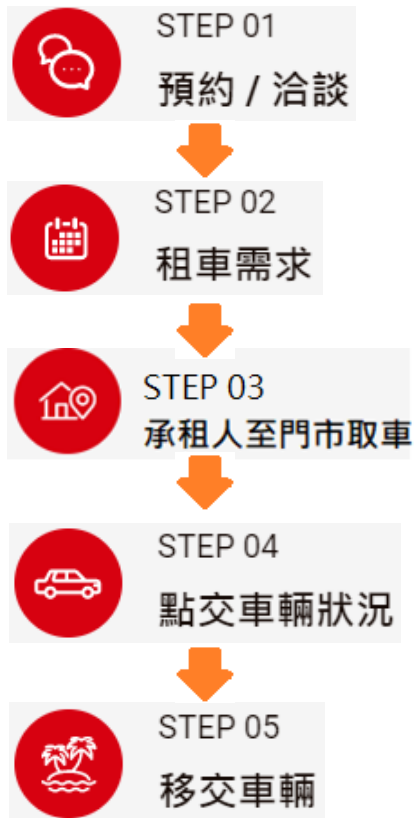 STEP 01
預約 / 洽談
STEP 02
租車需求
STEP 03
承租人至門市取車
STEP 04
點交車輛狀況
STEP 05
移交車輛